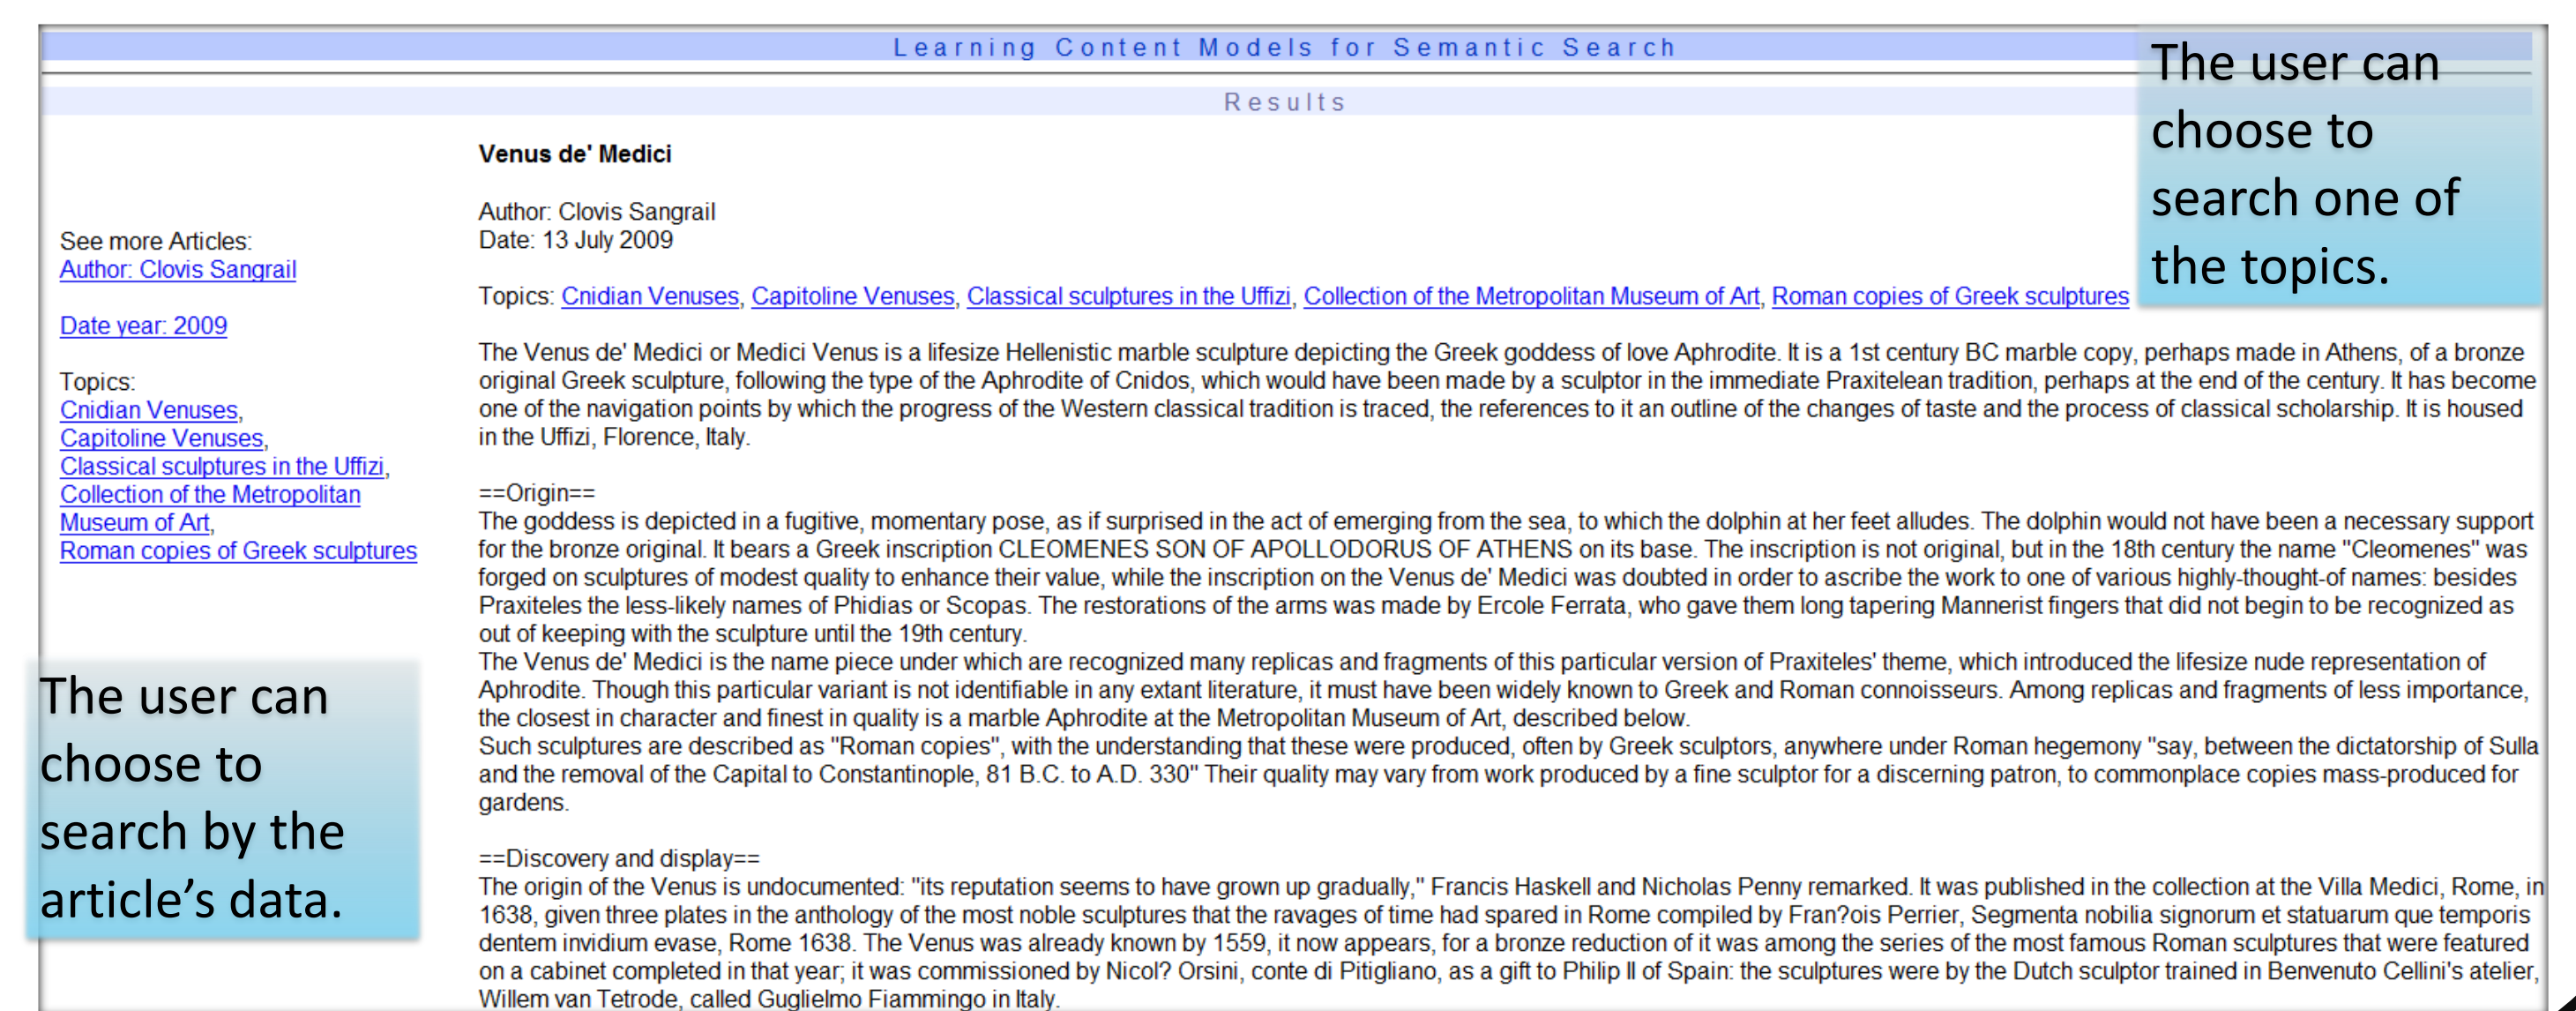 Learning Content Models for Semantic Search
Results
The user can
choose to
search one of
the topics.
See more Articles:
Author: Clovis Sangrail
Date year: 2009
Topics:
Cnidian Venuses,
Capitoline Venuses,
Classical sculptures in the Uffizi,
Collection of the Metropolitan
Museum of Art,
Roman copies of Greek sculptures
The user can
choose to
search by the
article’s data.
Venus de' Medici
Author: Clovis Sangrail
Date: 13 July 2009
Topics: Cnidian Venuses, Capitoline Venuses, Classical sculptures in the Uffizi, Collection of the Metropolitan Museum of Art, Roman copies of Greek sculptures
The Venus de' Medici or Medici Venus is a lifesize Hellenistic marble sculpture depicting the Greek goddess of love Aphrodite. It is a 1st century BC marble copy, perhaps made in Athens, of a bronze
original Greek sculpture, following the type of the Aphrodite of Cnidos, which would have been made by a sculptor in the immediate Praxitelean tradition, perhaps at the end of the century. It has become
one of the navigation points by which the progress of the Western classical tradition is traced, the references to it an outline of the changes of taste and the process of classical scholarship. It is housed
in the Uffizi, Florence, Italy.
==Origin==
The goddess is depicted in a fugitive, momentary pose, as if surprised in the act of emerging from the sea, to which the dolphin at her feet alludes. The dolphin would not have been a necessary support
for the bronze original. It bears a Greek inscription CLEOMENES SON OF APOLLODORUS OF ATHENS on its base. The inscription is not original, but in the 18th century the name "Cleomenes" was
forged on sculptures of modest quality to enhance their value, while the inscription on the Venus de' Medici was doubted in order to ascribe the work to one of various highly-thought-of names: besides
Praxiteles the less-likely names of Phidias or Scopas. The restorations of the arms was made by Ercole Ferrata, who gave them long tapering Mannerist fingers that did not begin to be recognized as
out of keeping with the sculpture until the 19th century.
The Venus de' Medici is the name piece under which are recognized many replicas and fragments of this particular version of Praxiteles' theme, which introduced the lifesize nude representation of
Aphrodite. Though this particular variant is not identifiable in any extant literature, it must have been widely known to Greek and Roman connoisseurs. Among replicas and fragments of less importance,
the closest in character and finest in quality is a marble Aphrodite at the Metropolitan Museum of Art, described below.
Such sculptures are described as "Roman copies", with the understanding that these were produced, often by Greek sculptors, anywhere under Roman hegemony "say, between the dictatorship of Sulla
and the removal of the Capital to Constantinople, 81 B.C. to A.D. 330" Their quality may vary from work produced by a fine sculptor for a discerning patron, to commonplace copies mass-produced for
gardens.
==Discovery and display==
The origin of the Venus is undocumented: "its reputation seems to have grown up gradually," Francis Haskell and Nicholas Penny remarked. It was published in the collection at the Villa Medici, Rome, in
1638, given three plates in the anthology of the most noble sculptures that the ravages of time had spared in Rome compiled by Fran?ois Perrier, Segmenta nobilia signorum et statuarum que temporis
dentem invidium evase, Rome 1638. The Venus was already known by 1559, it now appears, for a bronze reduction of it was among the series of the most famous Roman sculptures that were featured
on a cabinet completed in that year; it was commissioned by Nicol? Orsini, conte di Pitigliano, as a gift to Philip II of Spain: the sculptures were by the Dutch sculptor trained in Benvenuto Cellini's atelier,
Willem van Tetrode, called Guglielmo Fiammingo in Italy.